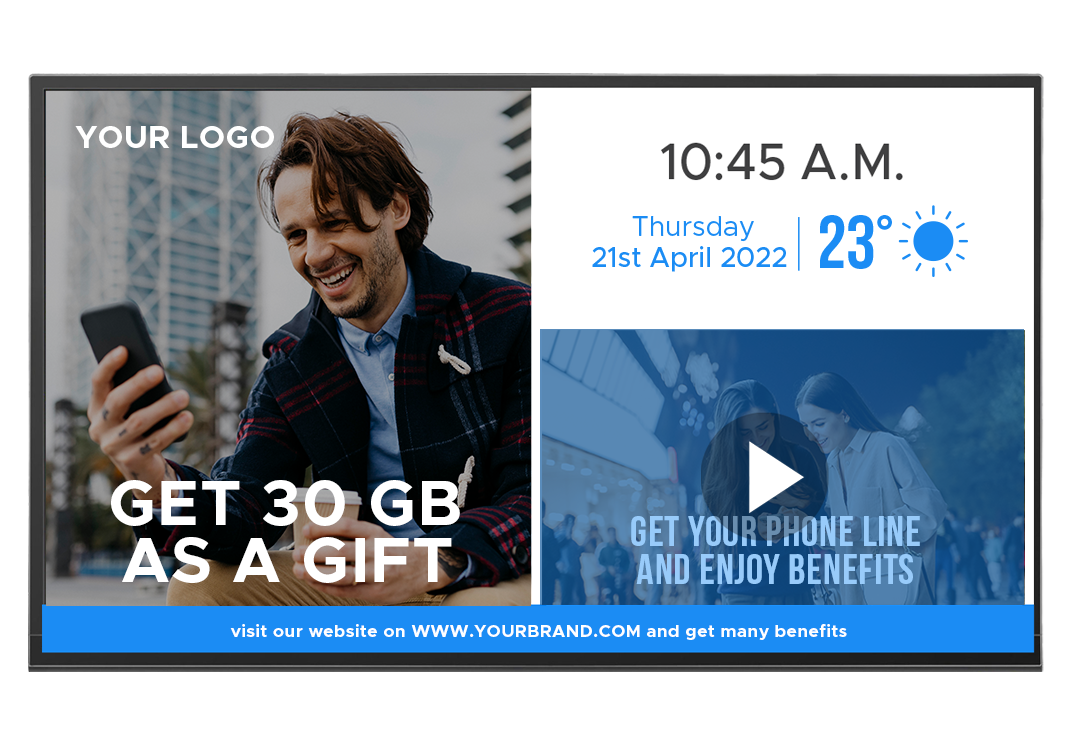 YOUR LOGO
GET 30 GB
AS A GIFT
10:45 A.M.
Thursday
21st April 2022
23°
GET YOUR PHONE LINE
AND ENJOY BENEFITS
visit our website on WWW.YOURBRAND.COM and get many benefits